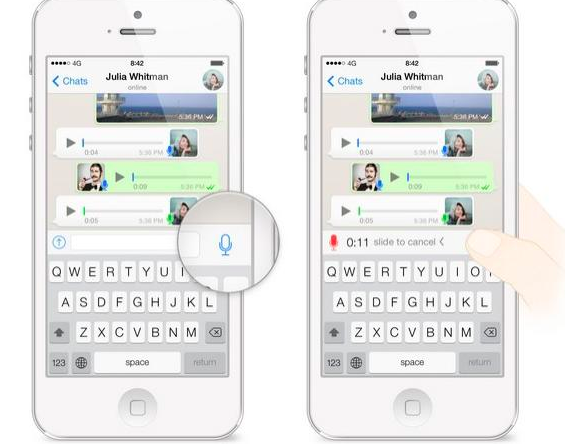 4G 8:42
Chats Julia Whitman
online
5:36 PM
0:04 5:36 PM
0:09 5:36 PM
0:05 5:36 PM
Q W E R T Y U I
A S D F G H J K L
Z X C V B N M
123 space return
4G 8:42
Chats Julia Whitman
online
5:36 PM
0:04 5:36 PM
0:09 5:36 PM
0:05 5:36 PM
0:11 slide to cancel
Q W E R T Y U I O
A S D F G H J K L
Z X C V B N M
123 space return